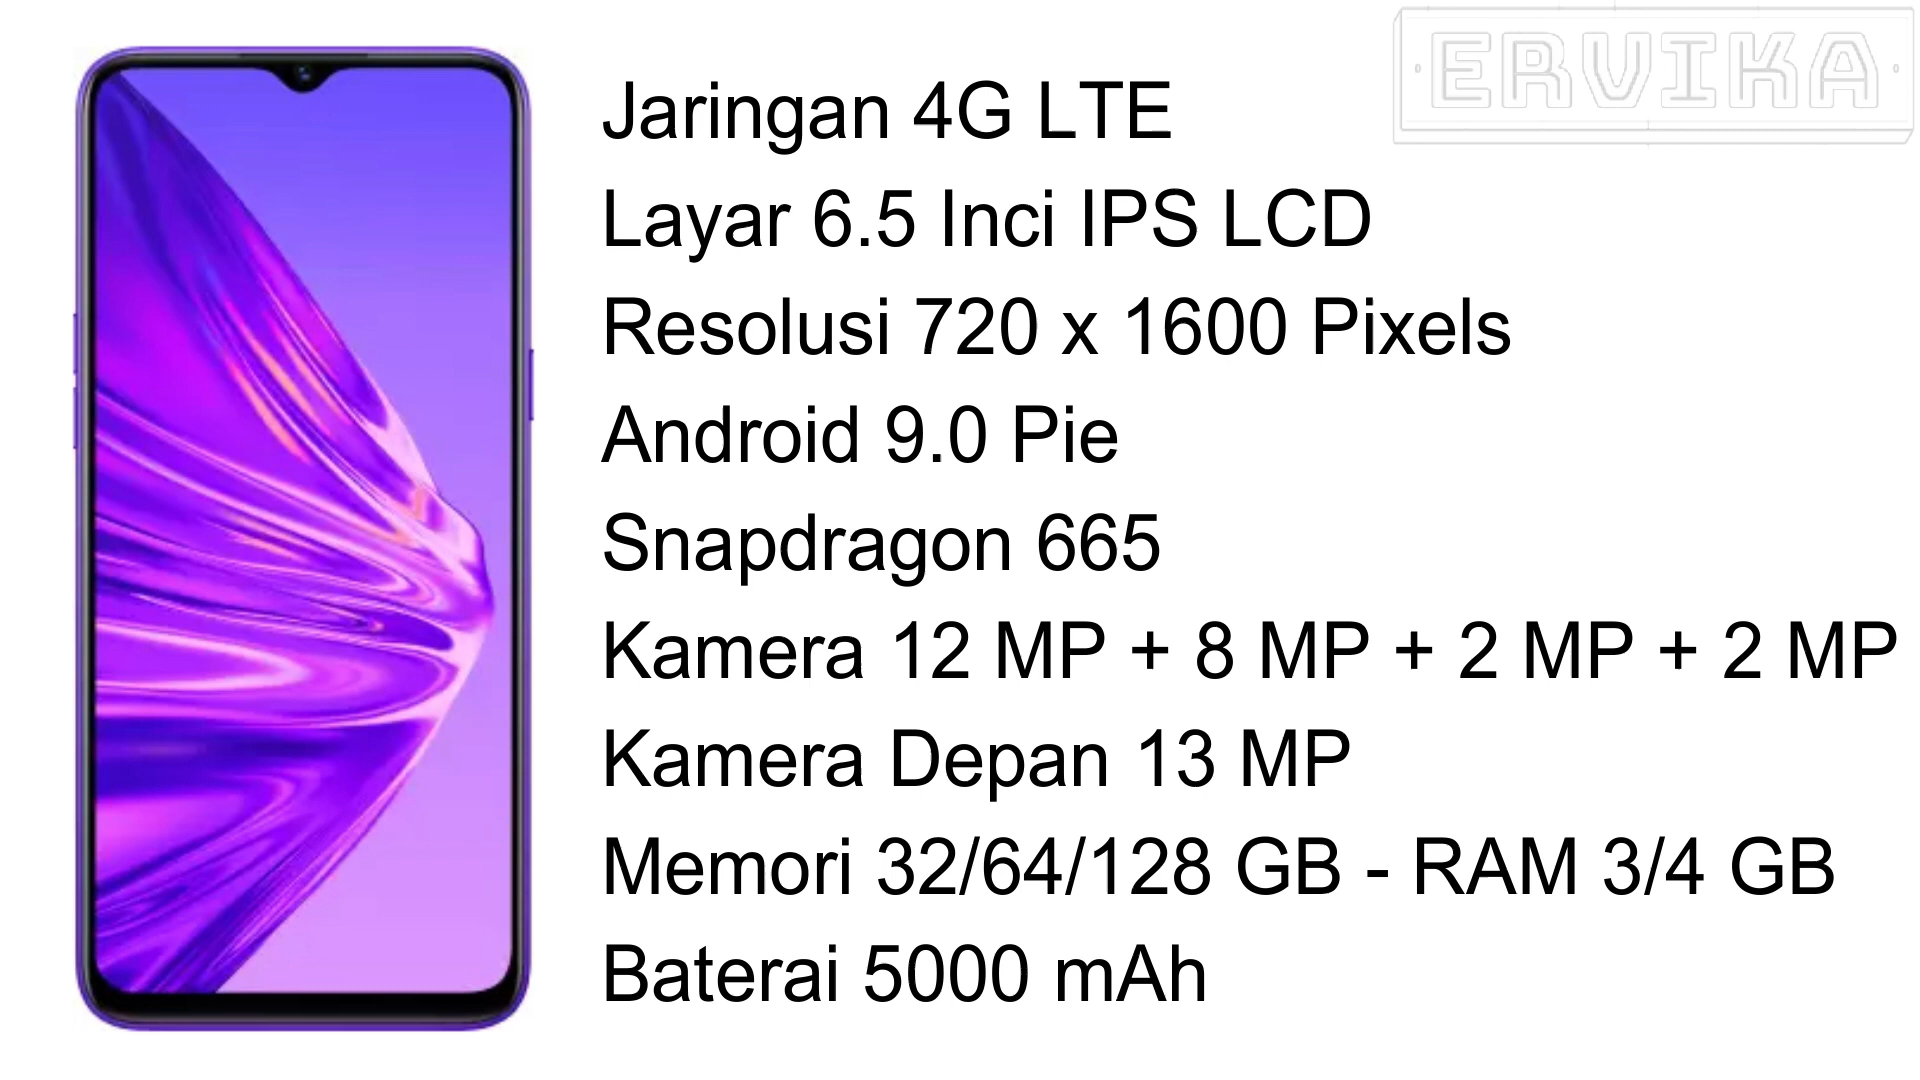 ERVIKA
Jaringan 4G LTE
Layar 6.5 Inci IPS LCD
Resolusi 720 x 1600 Pixels
Android 9.0 Pie
Snapdragon 665
Kamera 12 MP + 8 MP + 2 MP + 2 MP
Kamera Depan 13 MP
Memori 32/64/128 GB - RAM 3/4 GB
Baterai 5000 mAh